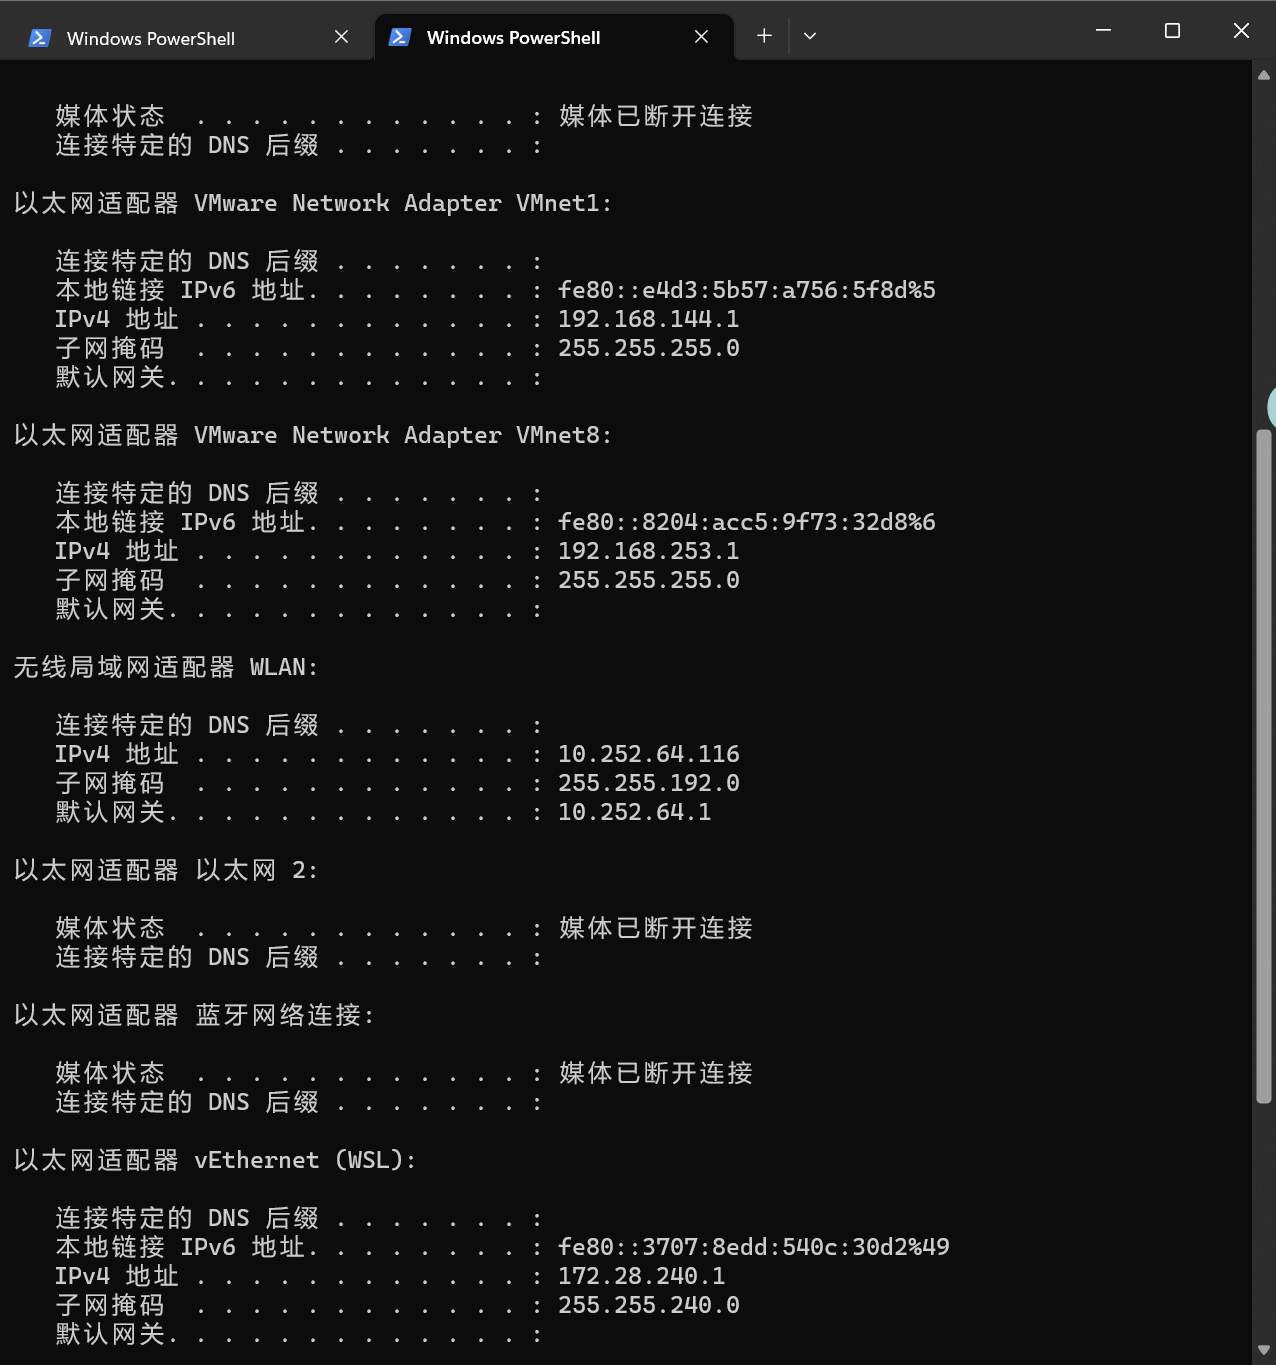 Windows PowerShell
Windows PowerShell
媒体状态  . . . . . . . . . . . . : 媒体已断开连接
连接特定的 DNS 后缀 . . . . . . . :
以太网适配器 VMware Network Adapter VMnet1:
连接特定的 DNS 后缀 . . . . . . . :
本地链接 IPv6 地址. . . . . . . . : fe80::e4d3:5b57:a756:5f8d%5
IPv4 地址 . . . . . . . . . . . . : 192.168.144.1
子网掩码  . . . . . . . . . . . . : 255.255.255.0
默认网关. . . . . . . . . . . . . :
以太网适配器 VMware Network Adapter VMnet8:
连接特定的 DNS 后缀 . . . . . . . :
本地链接 IPv6 地址. . . . . . . . : fe80::8204:acc5:9f73:32d8%6
IPv4 地址 . . . . . . . . . . . . : 192.168.253.1
子网掩码  . . . . . . . . . . . . : 255.255.255.0
默认网关. . . . . . . . . . . . . :
无线局域网适配器 WLAN:
连接特定的 DNS 后缀 . . . . . . . :
IPv4 地址 . . . . . . . . . . . . : 10.252.64.116
子网掩码  . . . . . . . . . . . . : 255.255.192.0
默认网关. . . . . . . . . . . . . : 10.252.64.1
以太网适配器 以太网 2:
媒体状态  . . . . . . . . . . . . : 媒体已断开连接
连接特定的 DNS 后缀 . . . . . . . :
以太网适配器 蓝牙网络连接:
媒体状态  . . . . . . . . . . . . : 媒体已断开连接
连接特定的 DNS 后缀 . . . . . . . :
以太网适配器 vEthernet (WSL):
连接特定的 DNS 后缀 . . . . . . . :
本地链接 IPv6 地址. . . . . . . . : fe80::3707:8edd:540c:30d2%49
IPv4 地址 . . . . . . . . . . . . : 172.28.240.1
子网掩码  . . . . . . . . . . . . : 255.255.240.0
默认网关. . . . . . . . . . . . . :